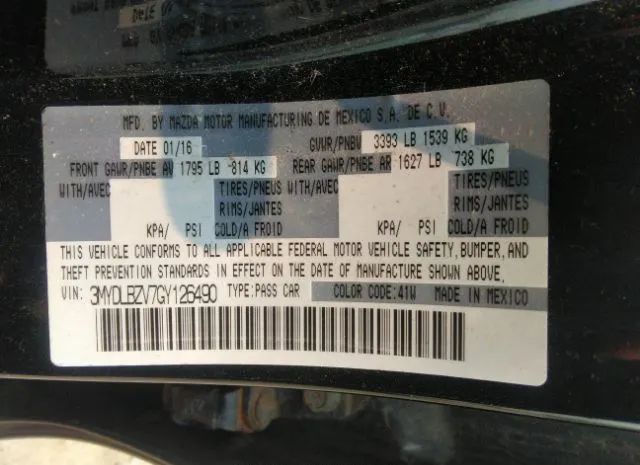 MFD. BY MAZDA MOTOR MANUFACTURING DE MEXICO S.A. DE C.V.
DATE 01/16 GVWR/PNBV 3393 LB 1539 KG
FRONT GAWR/PNBE AV 1795 LB 814 KG REAR GAWR/PNBE AR 1627 LB 738 KG
WITH/AVEC TIRES/PNEUS WITH/AVEC TIRES/PNEUS
RIMS/JANTES RIMS/JANTES
KPA/ PSI COLD/A FROID KPA/ PSI COLD/A FROID
THIS VEHICLE CONFORMS TO ALL APPLICABLE FEDERAL MOTOR VEHICLE SAFETY, BUMPER, AND
THEFT PREVENTION STANDARDS IN EFFECT ON THE DATE OF MANUFACTURE SHOWN ABOVE.
VIN: 3MYDLBZV7GY126490 TYPE:PASS CAR COLOR CODE:41W MADE IN MEXICO